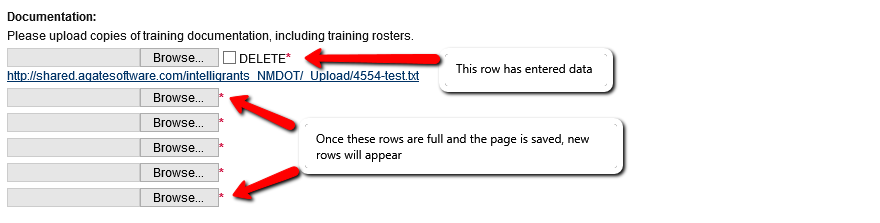 Documentation:
Please upload copies of training documentation, including training rosters.
Browse... DELETE*
This row has entered data
http://shared.agatesoftware.com/intelligrants_NMDOT/_Upload/4554-test.txt
Browse... *
Browse... *
Once these rows are full and the page is saved, new
rows will appear
Browse... *
Browse... *
Browse... *